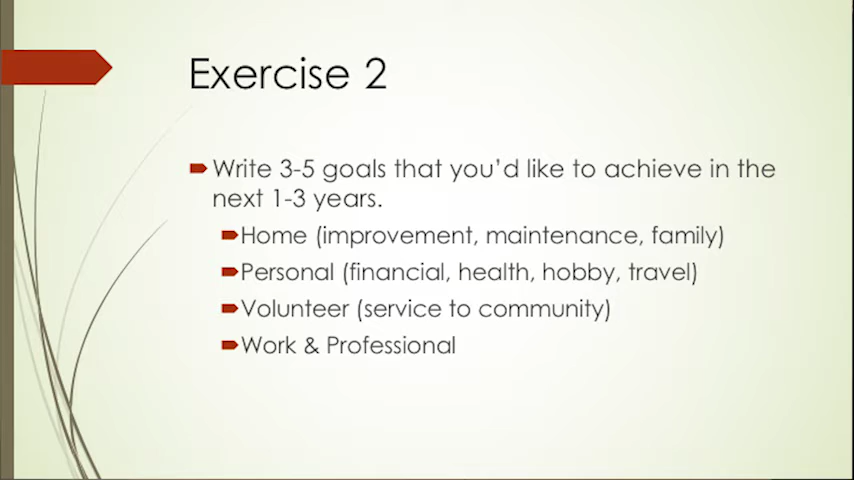 Exercise 2
Write 3-5 goals that you’d like to achieve in the
next 1-3 years.
Home (improvement, maintenance, family)
Personal (financial, health, hobby, travel)
Volunteer (service to community)
Work & Professional